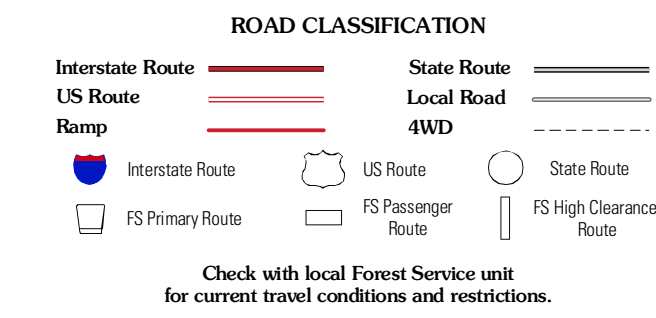 ROAD CLASSIFICATION
Interstate Route
State Route
US Route
Local Road
Ramp
4WD
Interstate Route
US Route
State Route
FS Primary Route
FS Passenger
Route
FS High Clearance
Route
Check with local Forest Service unit
for current travel conditions and restrictions.